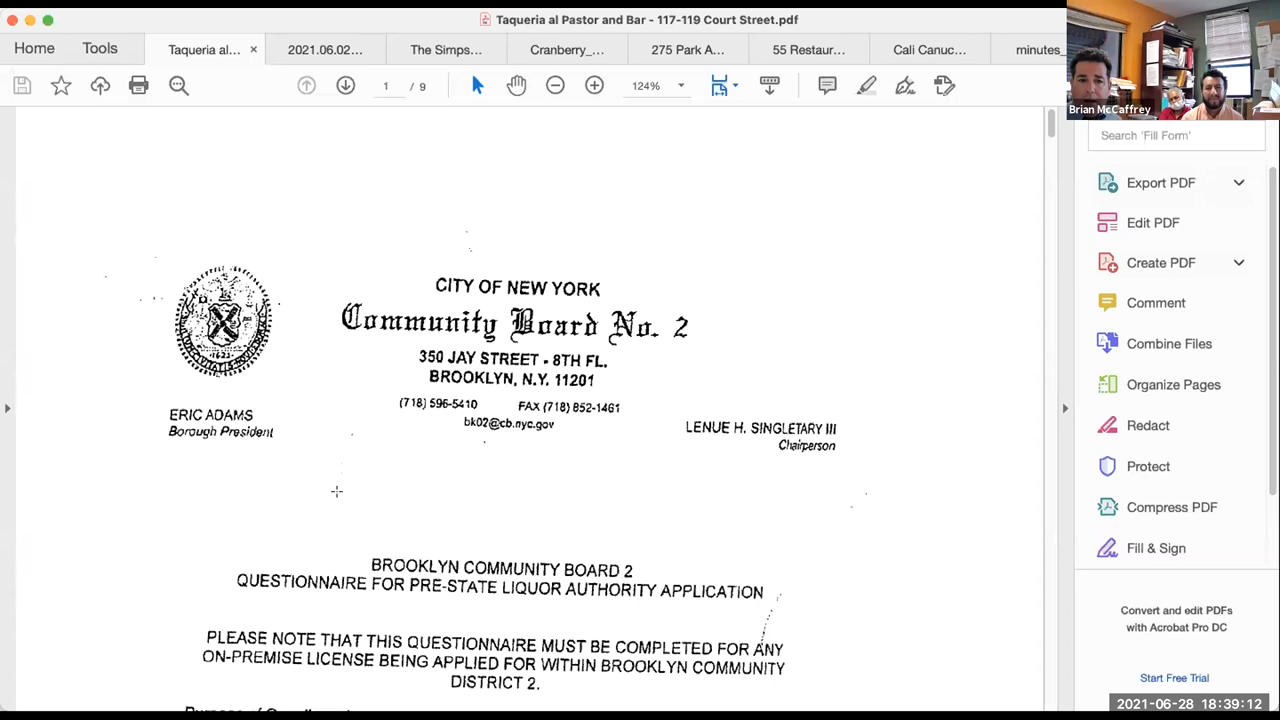 Taqueria al Pastor and Bar - 117-119 Court Street.pdf
Home Tools Taqueria al... × 2021.06.02... The Simps... Cranberry_... 275 Park A... 55 Restaur... Cali Canuc... minutes_
1 / 9 124%
Brian McCaffrey
Search 'Fill Form'
Export PDF
Edit PDF
Create PDF
Comment
Combine Files
Organize Pages
Redact
Protect
Compress PDF
Fill & Sign
Convert and edit PDFs
with Acrobat Pro DC
Start Free Trial
CITY OF NEW YORK
Community Board No. 2
350 JAY STREET - 8TH FL.
BROOKLYN, N.Y. 11201
(718) 596-5410 FAX (718) 852-1461
bk02@cb.nyc.gov
ERIC ADAMS
Borough President
LENUE H. SINGLETARY III
Chairperson
BROOKLYN COMMUNITY BOARD 2
QUESTIONNAIRE FOR PRE-STATE LIQUOR AUTHORITY APPLICATION
PLEASE NOTE THAT THIS QUESTIONNAIRE MUST BE COMPLETED FOR ANY
ON-PREMISE LICENSE BEING APPLIED FOR WITHIN BROOKLYN COMMUNITY
DISTRICT 2.
2021-06-28 18:39:12